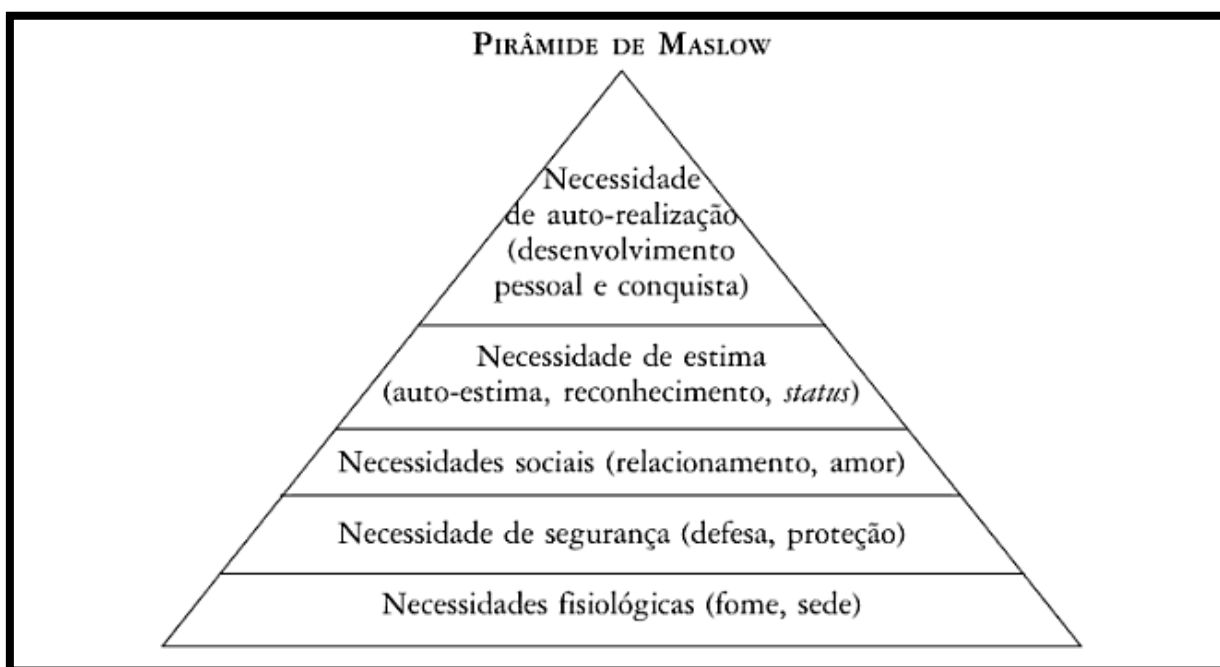 PIRÂMIDE DE MASLOW
Necessidade
de auto-realização
(desenvolvimento
pessoal e conquista)
Necessidade de estima
(auto-estima, reconhecimento, status)
Necessidades sociais (relacionamento, amor)
Necessidade de segurança (defesa, proteção)
Necessidades fisiológicas (fome, sede)